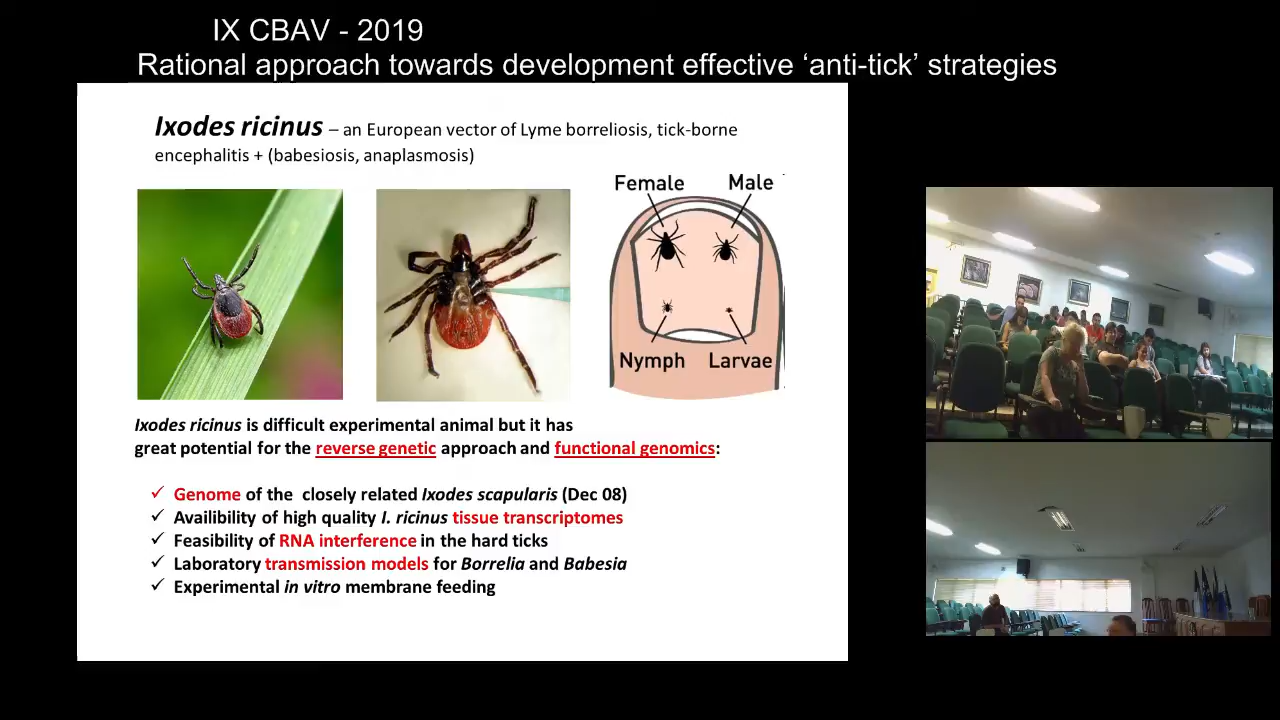 IX CBAV - 2019
Rational approach towards development effective ‘anti-tick’ strategies
Ixodes ricinus – an European vector of Lyme borreliosis, tick-borne
encephalitis + (babesiosis, anaplasmosis)
Female Male
Nymph Larvae
Ixodes ricinus is difficult experimental animal but it has
great potential for the reverse genetic approach and functional genomics:
✓ Genome of the closely related Ixodes scapularis (Dec 08)
✓ Availibility of high quality I. ricinus tissue transcriptomes
✓ Feasibility of RNA interference in the hard ticks
✓ Laboratory transmission models for Borrelia and Babesia
✓ Experimental in vitro membrane feeding